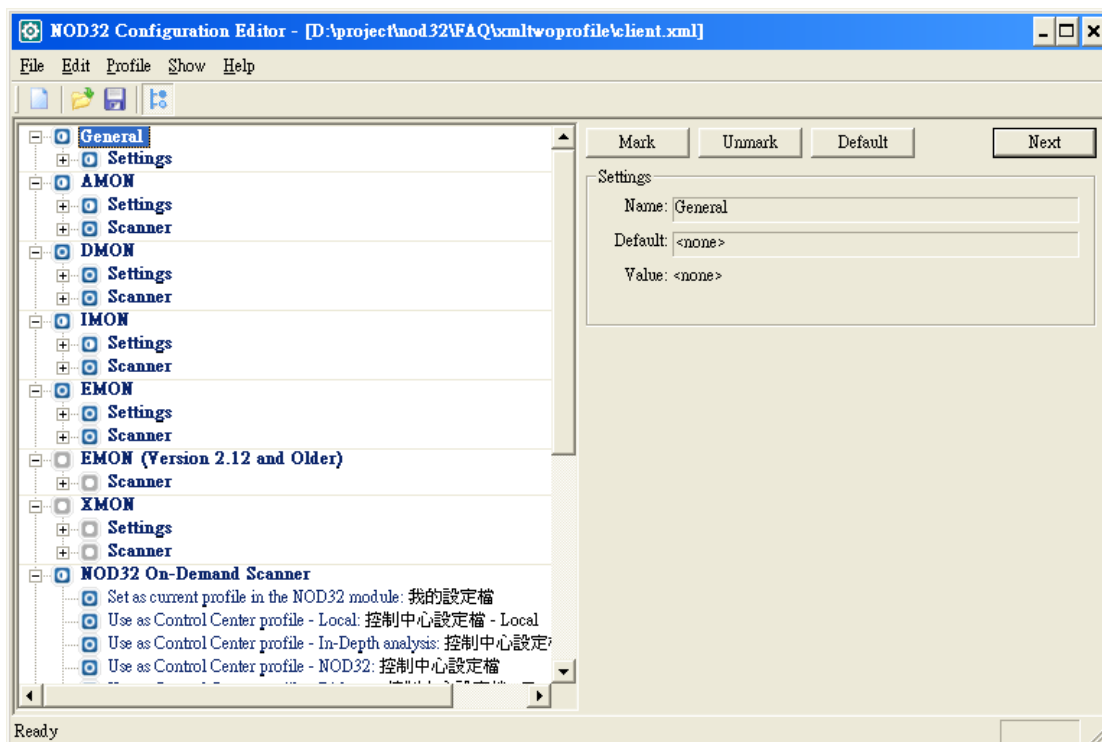 NOD32 Configuration Editor - [D:\project\nod32\FAQ\xmltwoprofile\client.xml]
File Edit Profile Show Help
General
Settings
AMON
Settings
Scanner
DMON
Settings
Scanner
IMON
Settings
Scanner
EMON
Settings
Scanner
EMON (Version 2.12 and Older)
Scanner
XMON
Settings
Scanner
NOD32 On-Demand Scanner
Set as current profile in the NOD32 module: 我的設定檔
Use as Control Center profile - Local: 控制中心設定檔 - Local
Use as Control Center profile - In-Depth analysis: 控制中心設定
Use as Control Center profile - NOD32: 控制中心設定檔
Mark Unmark Default Next
Settings
Name: General
Default: <none>
Value: <none>
Ready